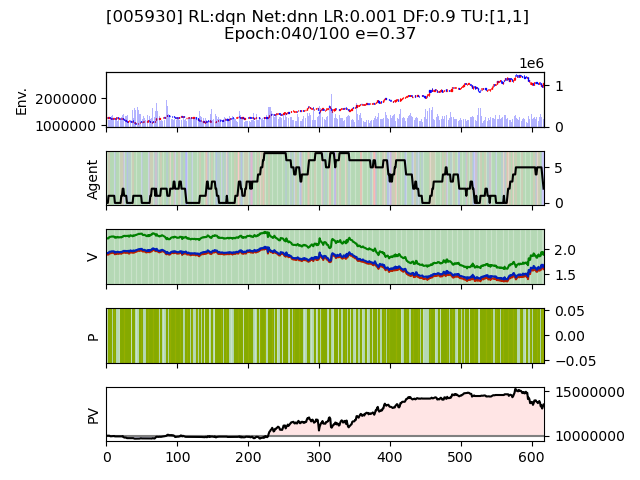 [005930] RL:dqn Net:dnn LR:0.001 DF:0.9 TU:[1,1]
Epoch:040/100 e=0.37
1e6
Env.
2000000
1000000
1
0
Agent
5
0
V
2.0
1.5
P
0.05
0.00
−0.05
PV
15000000
10000000
0 100 200 300 400 500 600